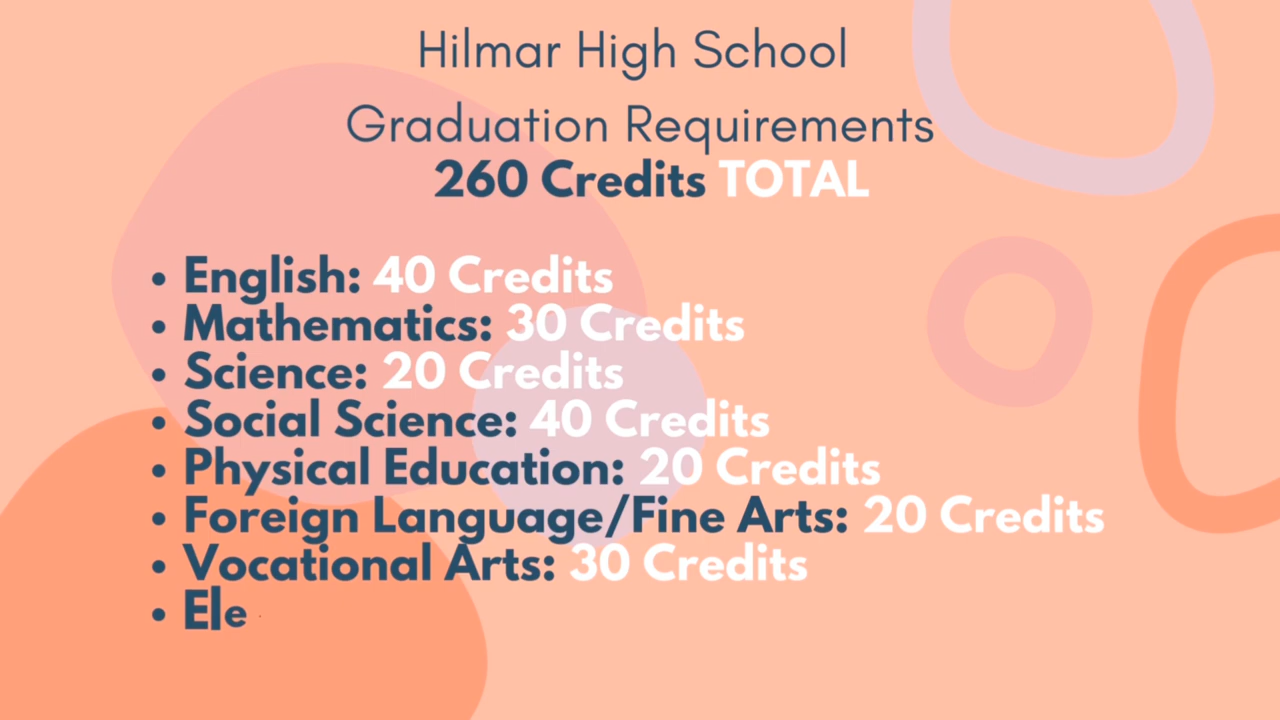 Hilmar High School
Graduation Requirements
260 Credits TOTAL
• English: 40 Credits
• Mathematics: 30 Credits
• Science: 20 Credits
• Social Science: 40 Credits
• Physical Education: 20 Credits
• Foreign Language/Fine Arts: 20 Credits
• Vocational Arts: 30 Credits
• Ele